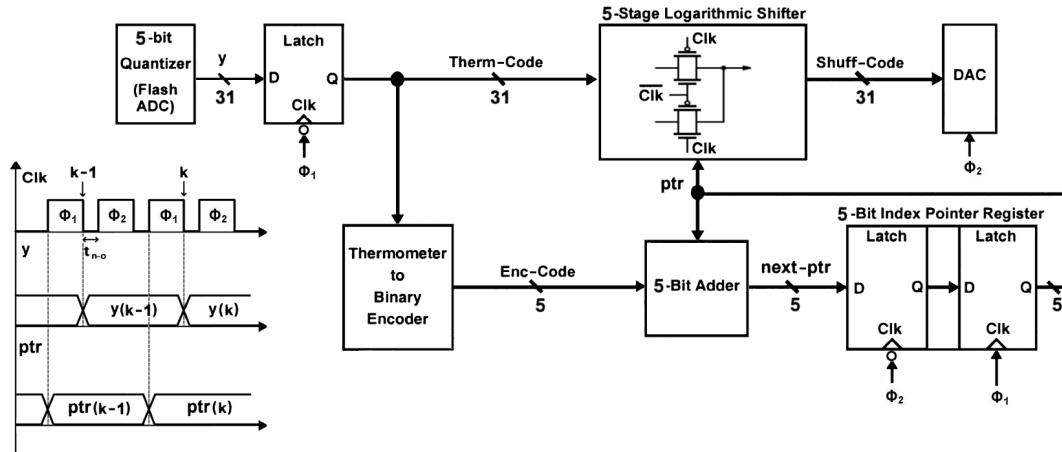 5-Stage Logarithmic Shifter
5-bit
Quantizer
(Flash
ADC)
y
31
Latch
D
Q
Clk
Φ1
Therm-Code
31
Clk
Clk
Clk
Shuff-Code
31
DAC
Φ2
ptr
Clk
k-1
k
Φ1
Φ2
Φ1
Φ2
tn-o
y
y(k-1)
y(k)
ptr
ptr(k-1)
ptr(k)
Thermometer
to
Binary
Encoder
Enc-Code
5
5-Bit Adder
next-ptr
5
5-Bit Index Pointer Register
Latch
Latch
D
Q
D
Q
5
Clk
Clk
Φ2
Φ1